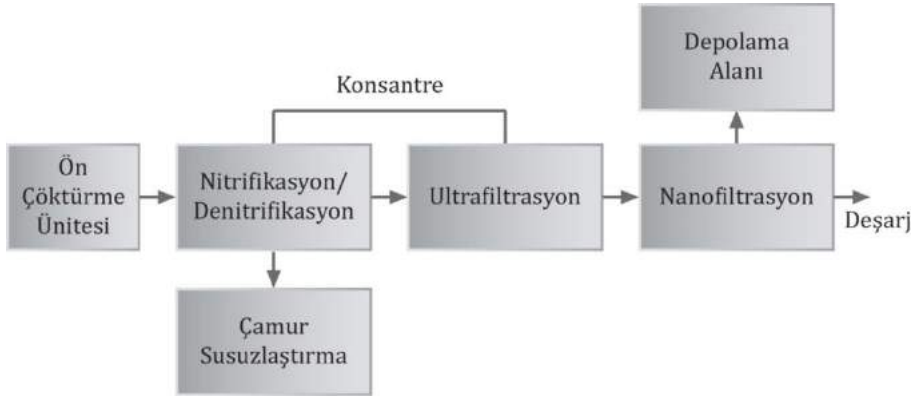 Depolama
Alanı
Konsantre
Ön
Çöktürme
Ünitesi
Nitrifikasyon/
Denitrifikasyon
Ultrafiltrasyon
Nanofiltrasyon
Deşarj
Çamur
Susuzlaştırma